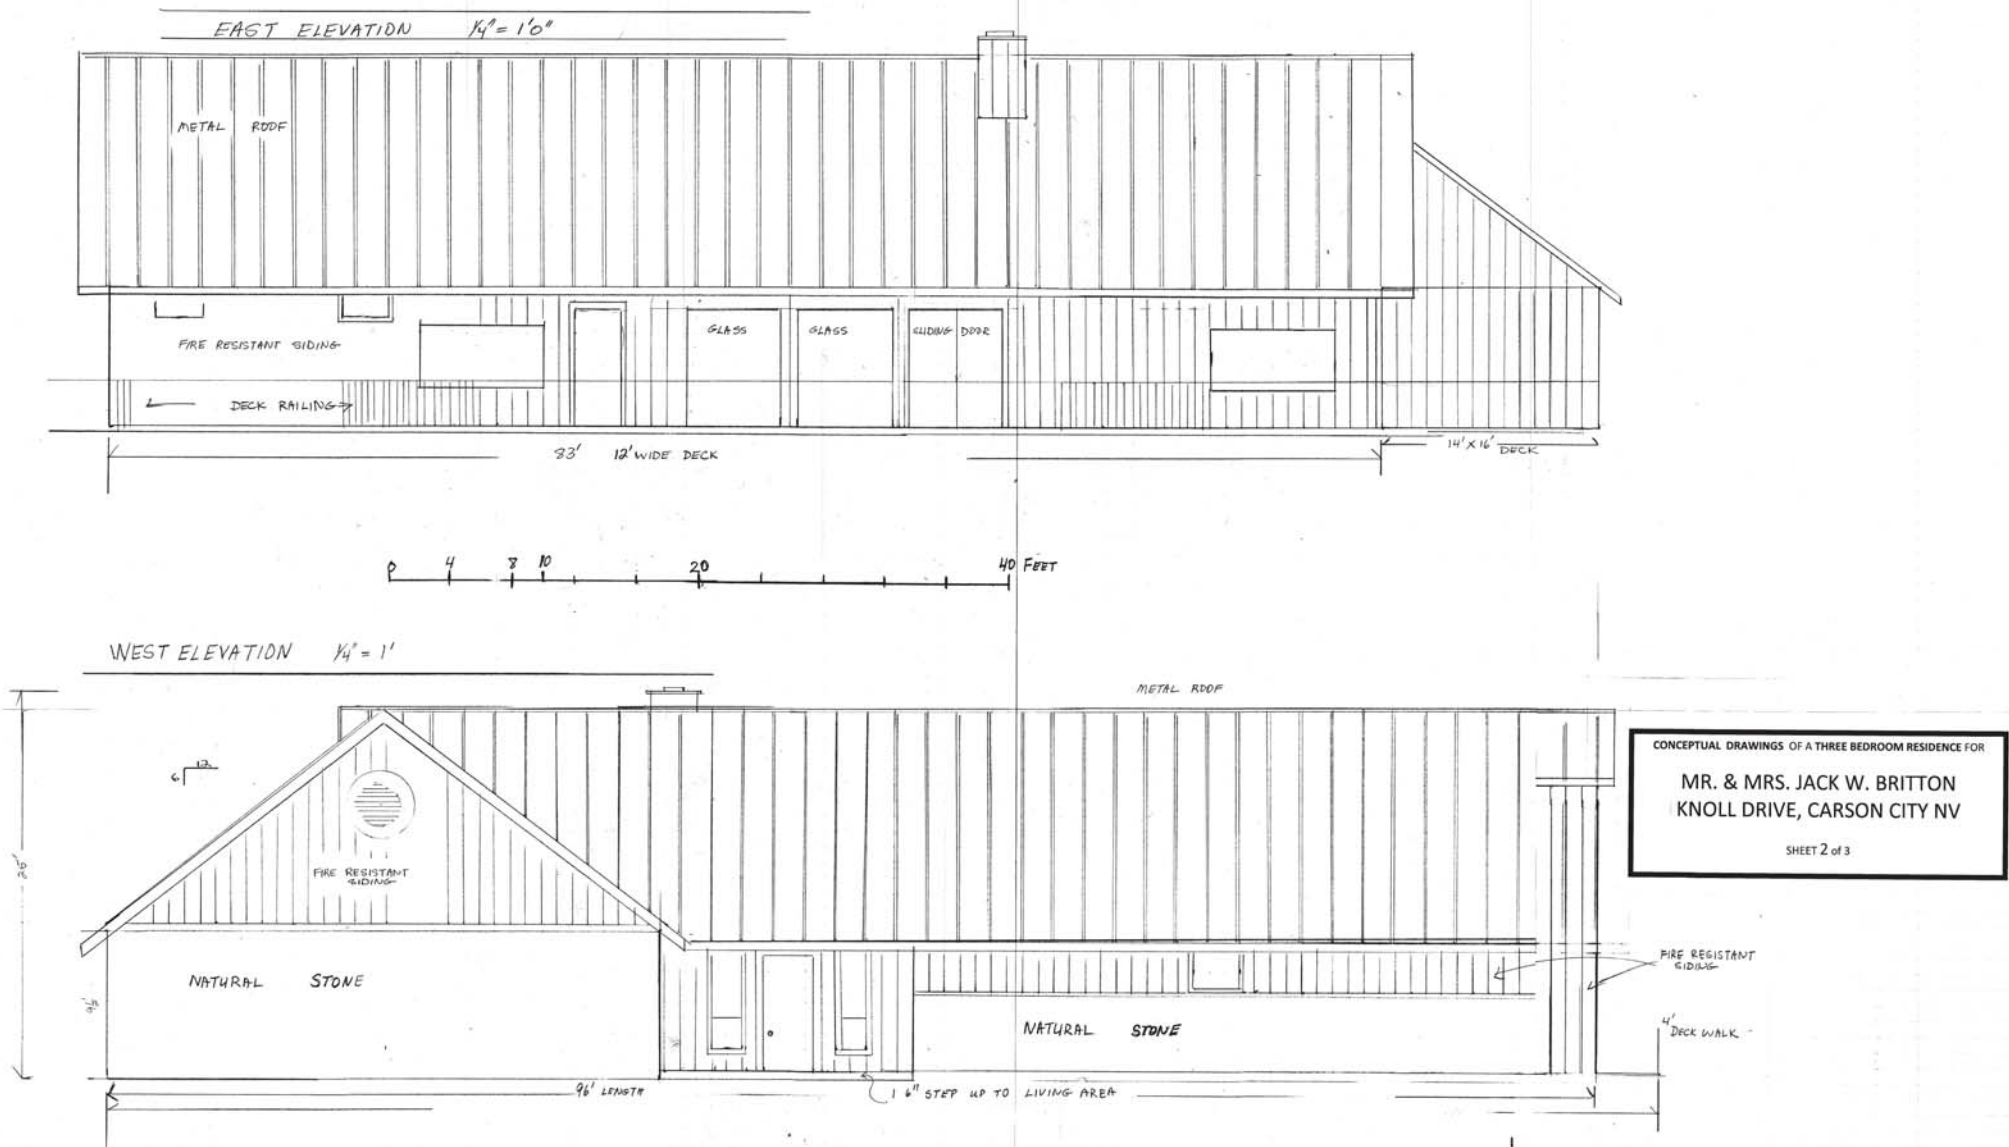 EAST ELEVATION 1/4" = 1'0"
METAL ROOF
GLASS
GLASS
SLIDING DOOR
FIRE RESISTANT SIDING
DECK RAILING
83' 12' WIDE DECK
14' X 16' DECK
0 4 8 10 20 40 FEET
WEST ELEVATION 1/4" = 1'
METAL ROOF
6 12
25'
FIRE RESISTANT
SIDING
NATURAL STONE
9½'
NATURAL STONE
FIRE RESISTANT
SIDING
4'
DECK WALK
96' LENGTH
1 6" STEP UP TO LIVING AREA
CONCEPTUAL DRAWINGS OF A THREE BEDROOM RESIDENCE FOR
MR. & MRS. JACK W. BRITTON
KNOLL DRIVE, CARSON CITY NV
SHEET 2 of 3